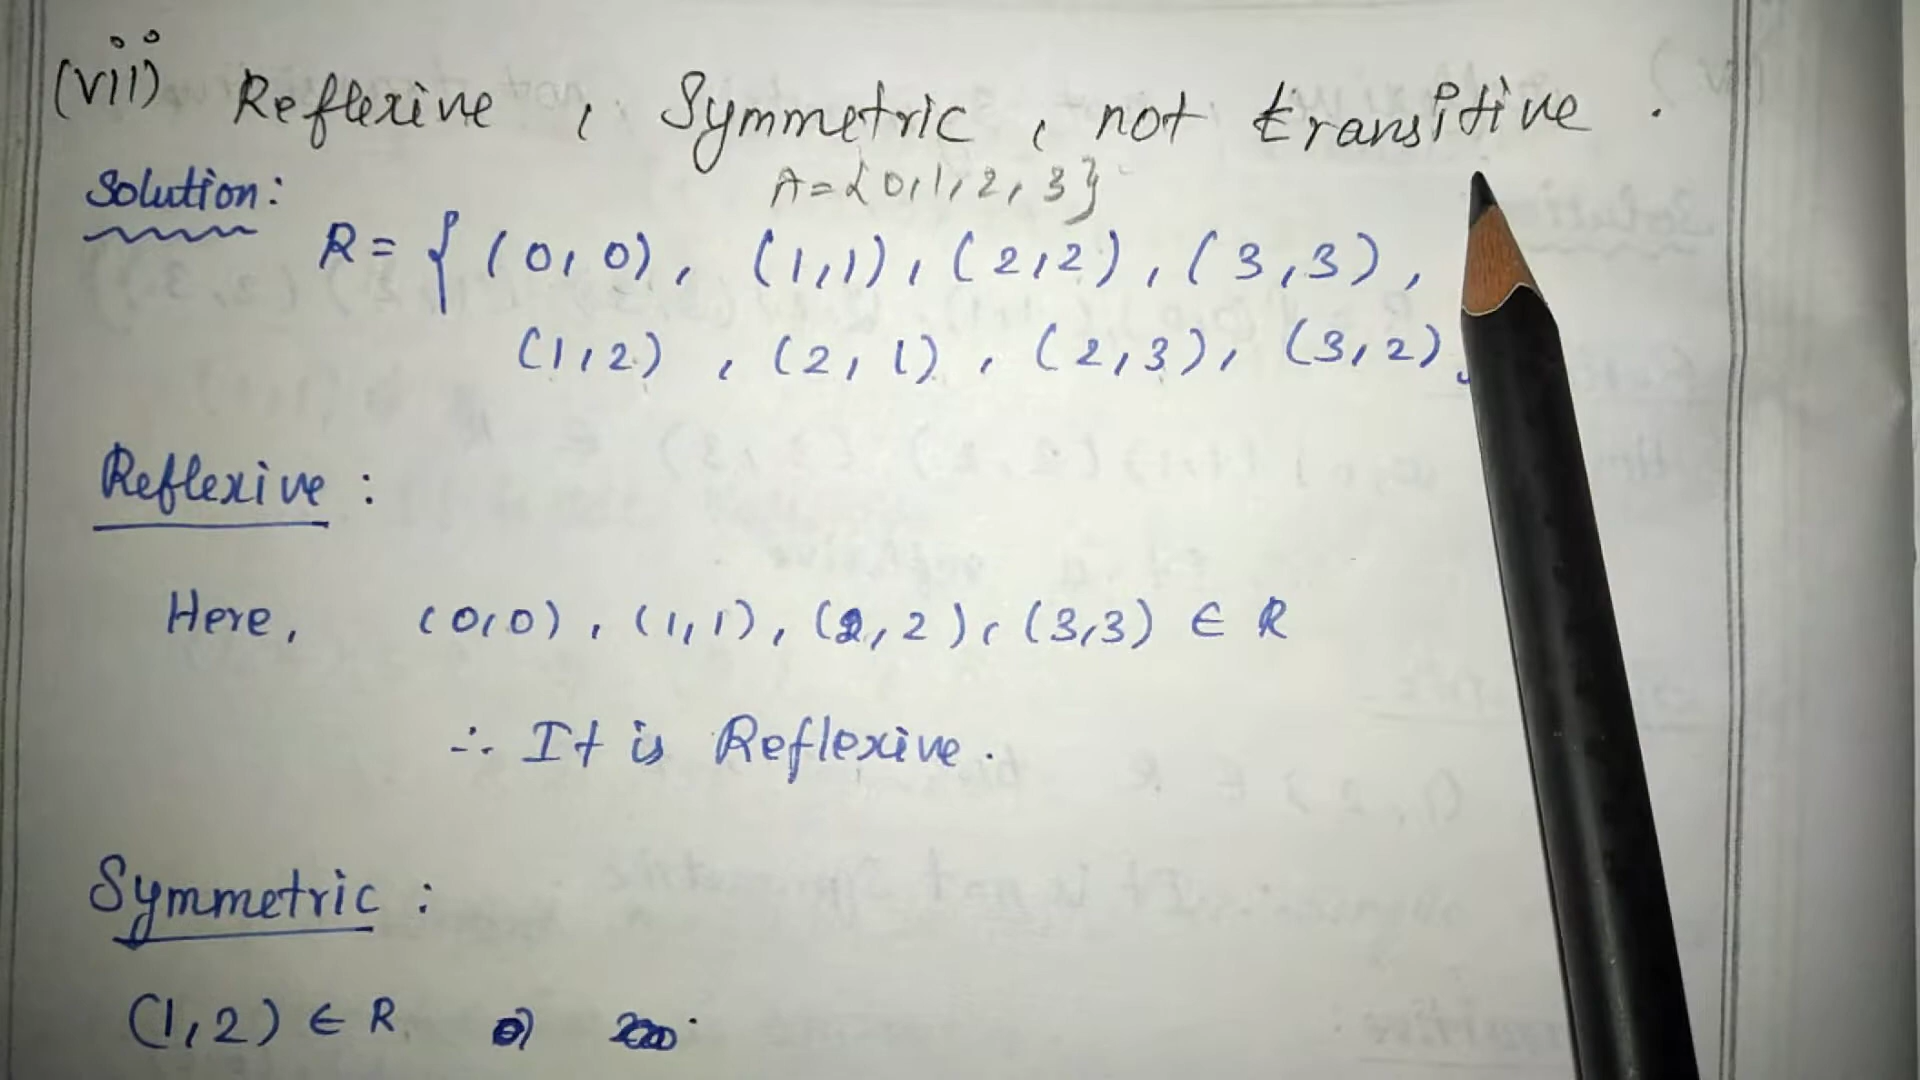 (vii) Reflexive, Symmetric, not transitive.
A={0,1,2,3}
Solution:
R= { (0,0), (1,1), (2,2), (3,3),
(1,2), (2,1), (2,3), (3,2)
Reflexive:
Here, (0,0), (1,1), (2,2), (3,3) ∈ R
∴ It is Reflexive.
Symmetric:
(1,2) ∈ R